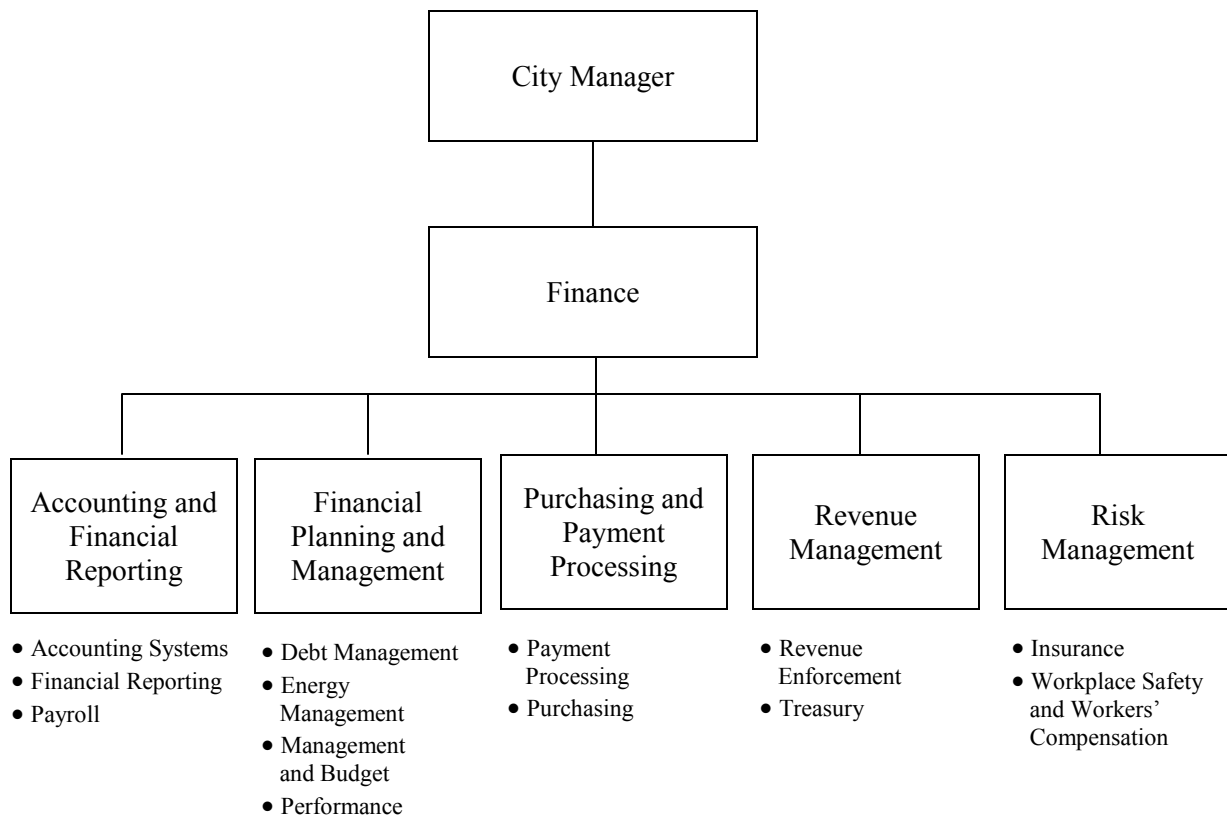 City Manager
Finance
Accounting and
Financial
Reporting
• Accounting Systems
• Financial Reporting
• Payroll
Financial
Planning and
Management
• Debt Management
• Energy
Management
• Management
and Budget
• Performance
Purchasing and
Payment
Processing
• Payment
Processing
• Purchasing
Revenue
Management
• Revenue
Enforcement
• Treasury
Risk
Management
• Insurance
• Workplace Safety
and Workers’
Compensation